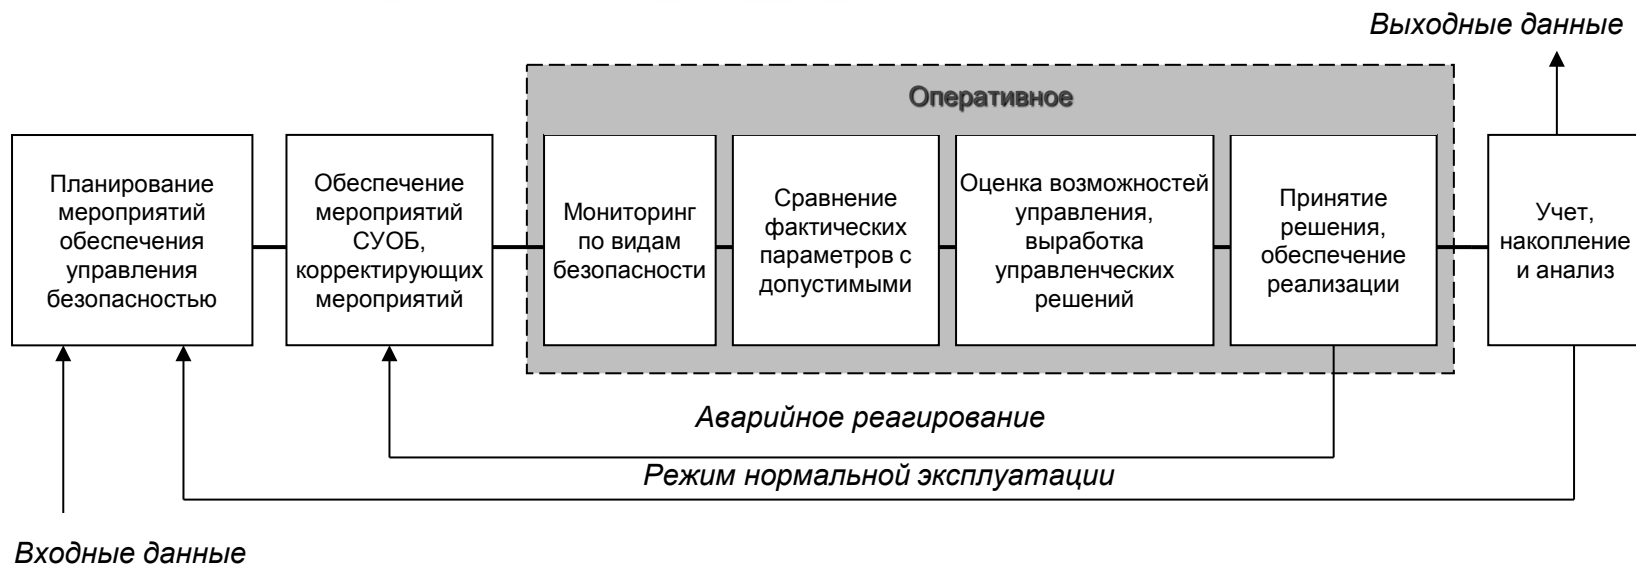 Выходные данные
Оперативное
Планирование
мероприятий
обеспечения
управления
безопасностью
Обеспечение
мероприятий
СУОБ,
корректирующих
мероприятий
Мониторинг
по видам
безопасности
Сравнение
фактических
параметров с
допустимыми
Оценка возможностей
управления,
выработка
управленческих
решений
Принятие
решения,
обеспечение
реализации
Учет,
накопление
и анализ
Аварийное реагирование
Режим нормальной эксплуатации
Входные данные